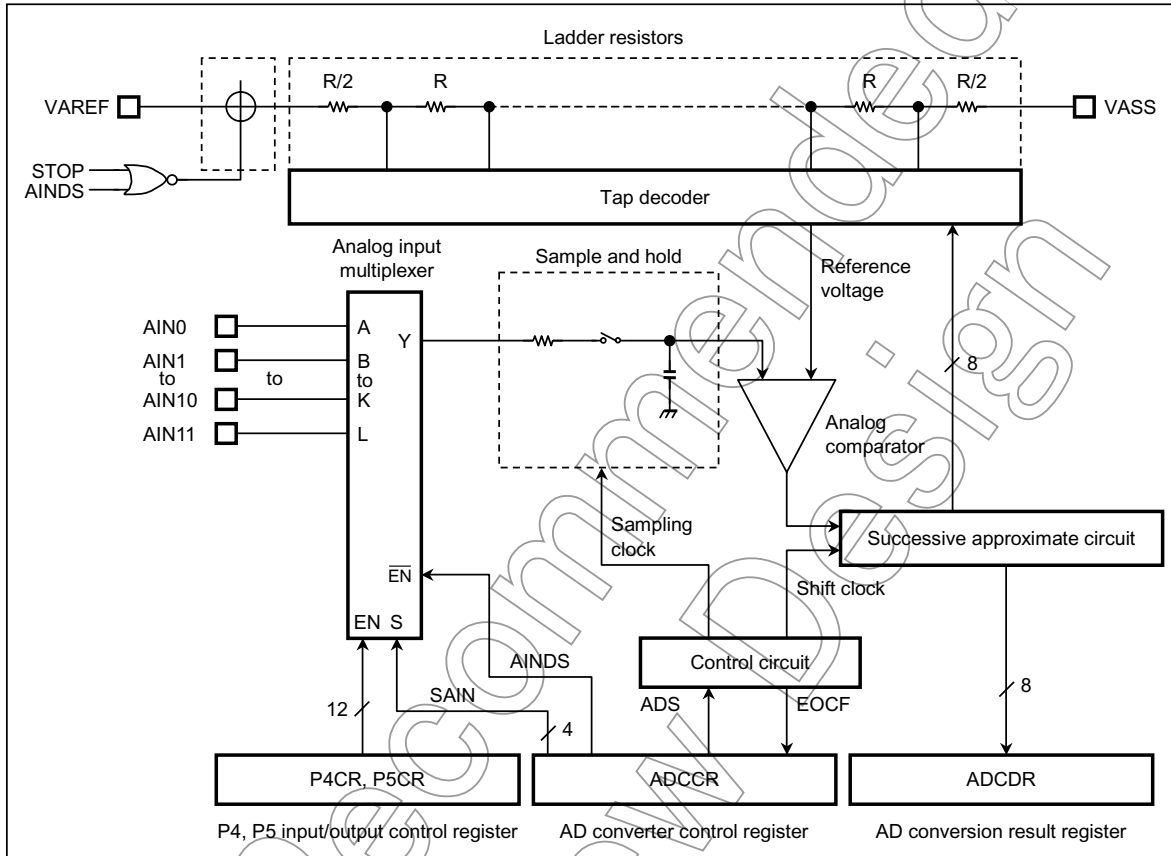 Ladder resistors
R/2
R
R
R/2
VAREF
VASS
STOP
AINDS
Tap decoder
Analog input
multiplexer
Sample and hold
Reference
voltage
AIN0
A
Y
AIN1
B
to
to
to
AIN10
K
AIN11
L
8
Analog
comparator
Sampling
clock
Successive approximate circuit
EN
Shift clock
EN S
Control circuit
AINDS
SAIN
ADS
EOCF
12
4
8
P4CR, P5CR
ADCCR
ADCDR
P4, P5 input/output control register
AD converter control register
AD conversion result register
ecommended
w Design